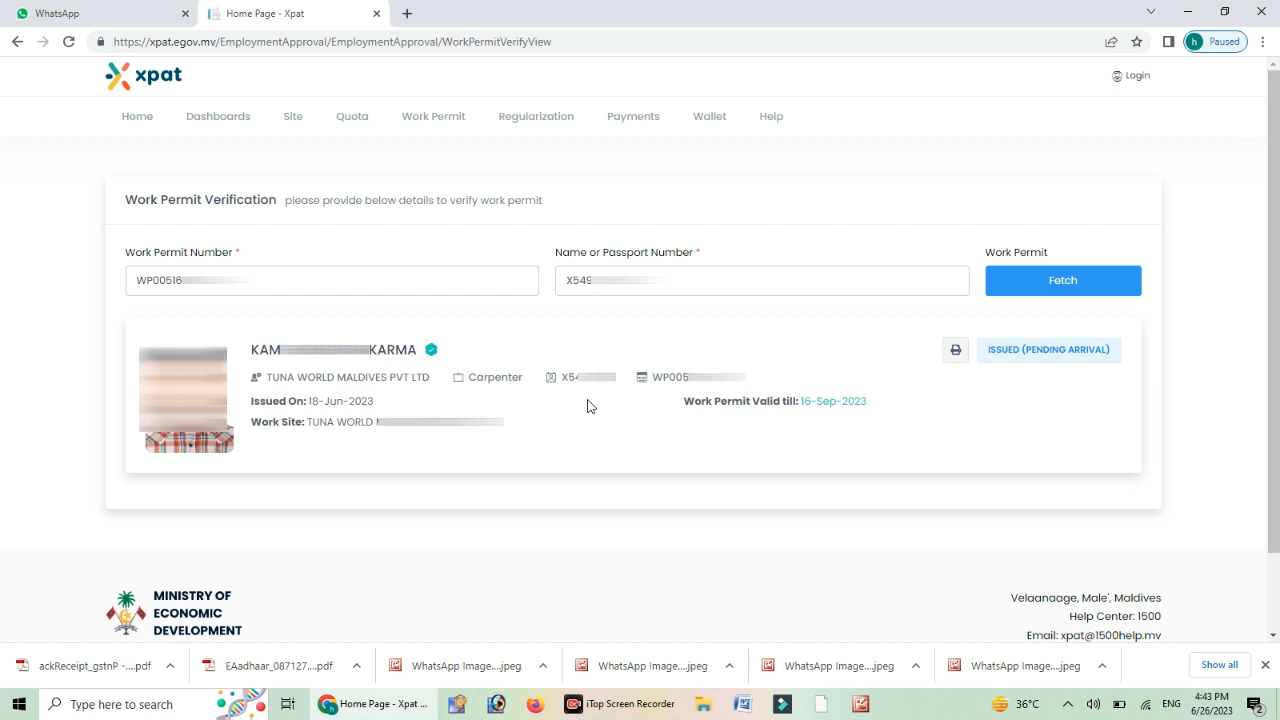 WhatsApp
Home Page - Xpat
https://xpat.egov.mv/EmploymentApproval/EmploymentApproval/WorkPermitVerifyView
h Paused
xpat
Login
Home Dashboards Site Quota Work Permit Regularization Payments Wallet Help
Work Permit Verification please provide below details to verify work permit
Work Permit Number * Name or Passport Number * Work Permit
WP00516 X549 Fetch
KAM KARMA ISSUED (PENDING ARRIVAL)
TUNA WORLD MALDIVES PVT LTD Carpenter X54 WP005
Issued On: 18-Jun-2023 Work Permit Valid till: 16-Sep-2023
Work Site: TUNA WORLD
MINISTRY OF
ECONOMIC
DEVELOPMENT
Velaanaage, Male', Maldives
Help Center: 1500
Email: xpat@1500help.mv
ackReceipt_gstnP -....pdf EAadhaar_087127....pdf WhatsApp Image....jpeg WhatsApp Image....jpeg WhatsApp Image....jpeg WhatsApp Image....jpeg Show all
Type here to search Home Page - Xpat ... iTop Screen Recorder 36°C ENG
4:43 PM
6/26/2023
2